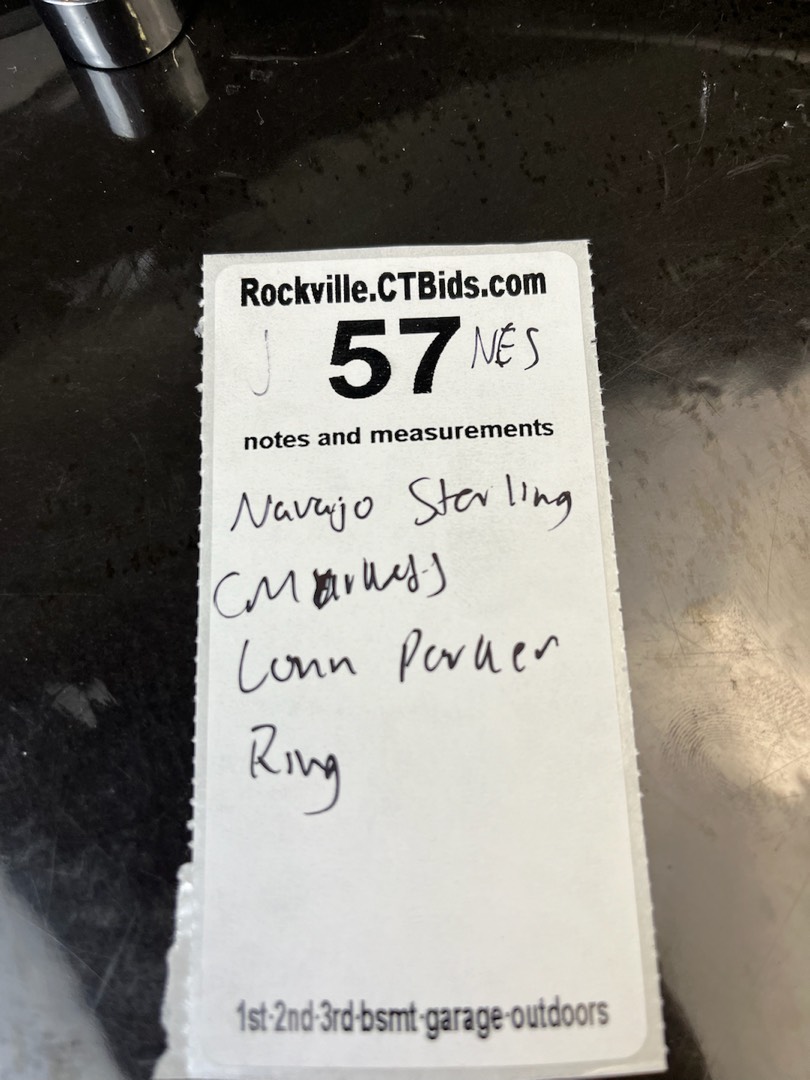 Rockville.CTBids.com
J 57 NES
notes and measurements
Navajo Sterling
Lonn Parker
Ring
1st-2nd-3rd-bsmt-garage-outdoors